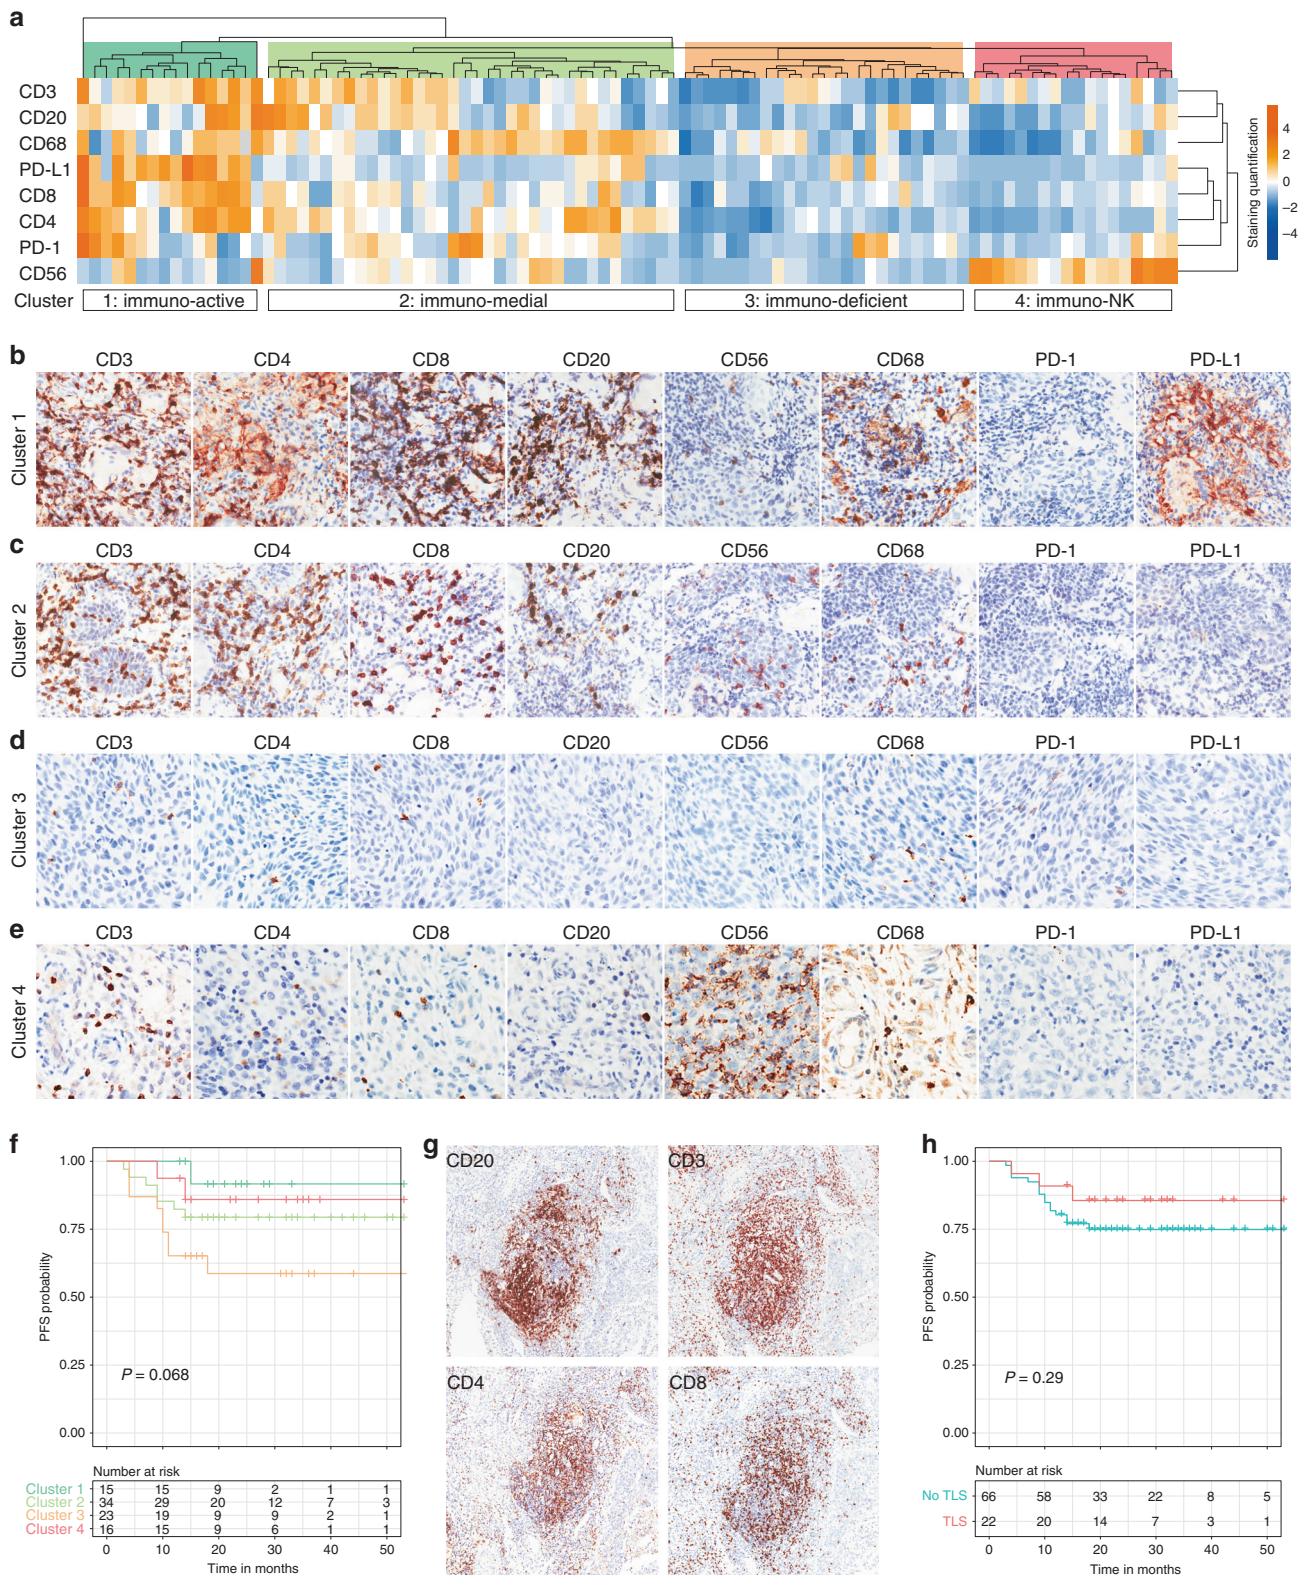 a
CD3
CD20
CD68
PD-L1
CD8
CD4
PD-1
CD56
Cluster
1: immuno-active
2: immuno-medial
3: immuno-deficient
4: immuno-NK
Staining quantification
4
2
0
−2
−4
b
CD3 CD4 CD8 CD20 CD56 CD68 PD-1 PD-L1
Cluster 1
c
CD3 CD4 CD8 CD20 CD56 CD68 PD-1 PD-L1
Cluster 2
d
CD3 CD4 CD8 CD20 CD56 CD68 PD-1 PD-L1
Cluster 3
e
CD3 CD4 CD8 CD20 CD56 CD68 PD-1 PD-L1
Cluster 4
f
PFS probability
1.00
0.75
0.50
0.25
0.00
P = 0.068
Number at risk
Cluster 1 15 15 9 2 1 1
Cluster 2 34 29 20 12 7 3
Cluster 3 23 19 9 9 2 1
Cluster 4 16 15 9 6 1 1
0 10 20 30 40 50
Time in months
g
CD20
CD3
CD4
CD8
h
PFS probability
1.00
0.75
0.50
0.25
0.00
P = 0.29
Number at risk
No TLS 66 58 33 22 8 5
TLS 22 20 14 7 3 1
0 10 20 30 40 50
Time in months